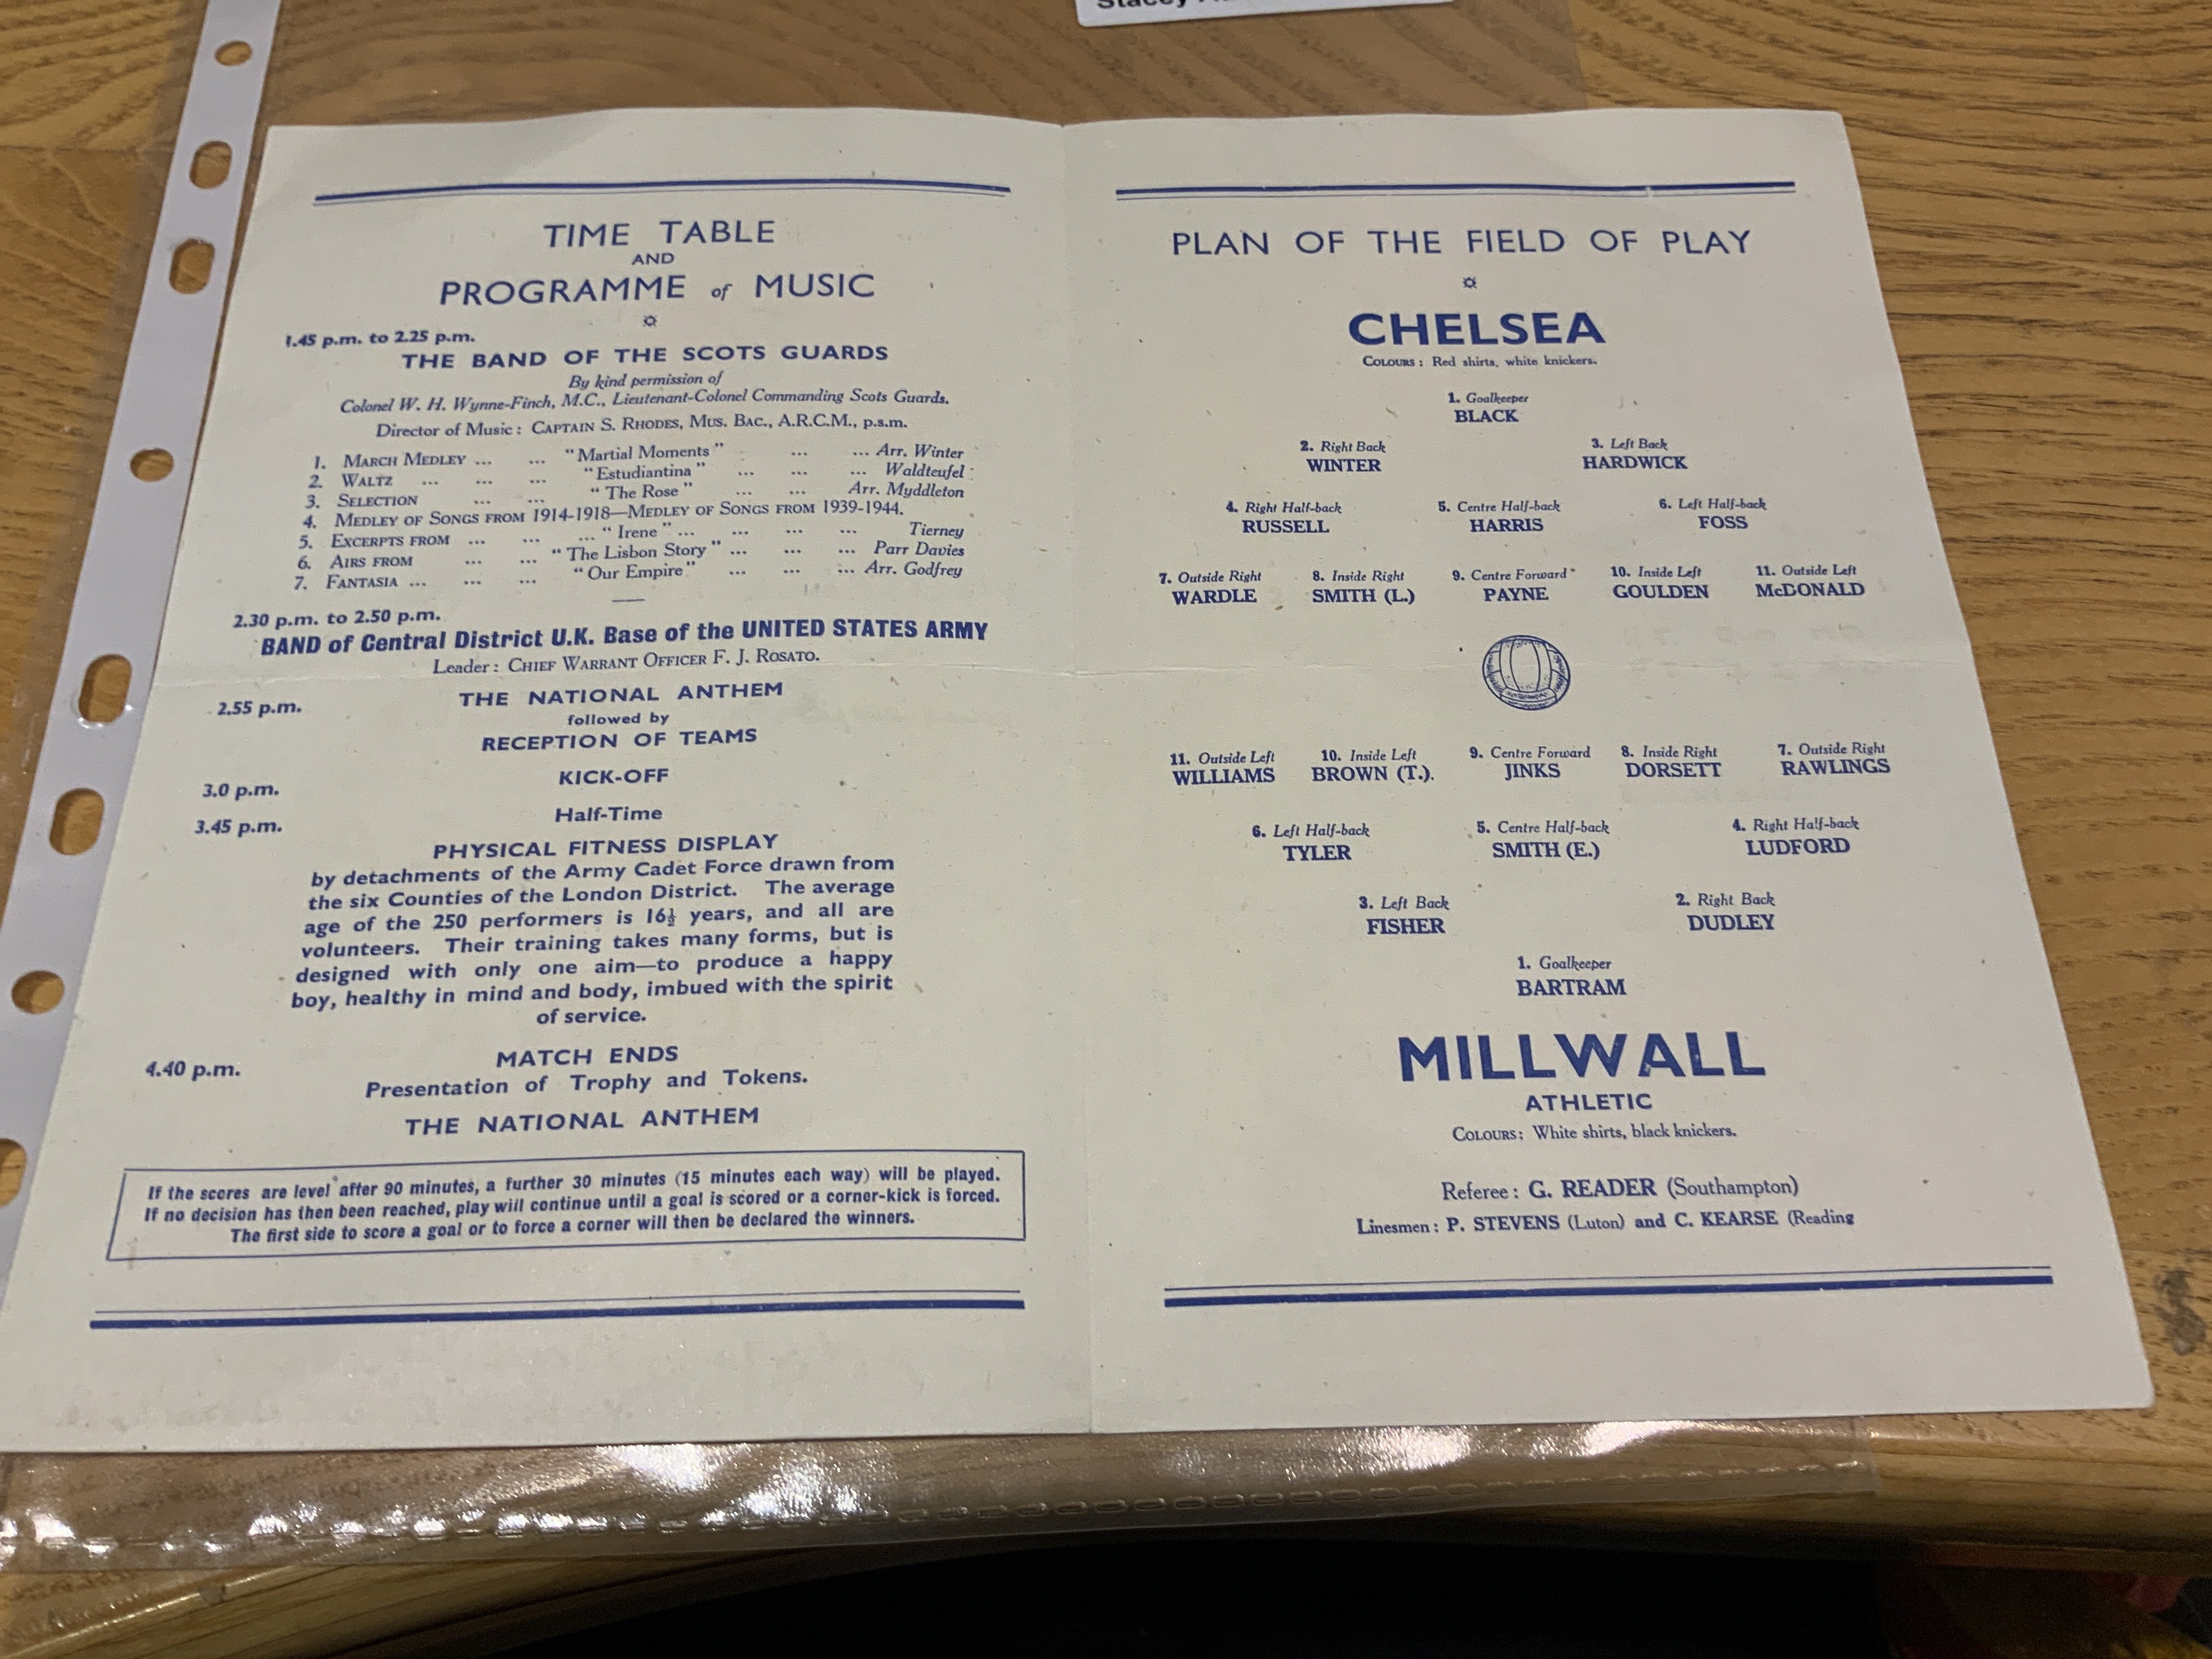 Stacey
TIME TABLE
AND
PROGRAMME of MUSIC
1.45 p.m. to 2.25 p.m.
THE BAND OF THE SCOTS GUARDS
By kind permission of
Colonel W. H. Wynne-Finch, M.C., Lieutenant-Colonel Commanding Scots Guards.
Director of Music: CAPTAIN S. RHODES, MUS. BAC., A.R.C.M., p.s.m.
1. MARCH MEDLEY ... ... "Martial Moments" ... ... Arr. Winter
2. WALTZ ... ... ... "Estudiantina" ... ... ... Waldteufel
3. SELECTION ... ... "The Rose" ... ... Arr. Myddleton
4. MEDLEY OF SONGS FROM 1914-1918—MEDLEY OF SONGS FROM 1939-1944.
5. EXCERPTS FROM ... ... ... "Irene" ... ... ... ... Tierney
6. AIRS FROM ... ... "The Lisbon Story" ... ... ... Parr Davies
7. FANTASIA ... ... ... "Our Empire" ... ... ... Arr. Godfrey
2.30 p.m. to 2.50 p.m.
BAND of Central District U.K. Base of the UNITED STATES ARMY
Leader: CHIEF WARRANT OFFICER F. J. ROSATO.
2.55 p.m. THE NATIONAL ANTHEM
followed by
RECEPTION OF TEAMS
3.0 p.m. KICK-OFF
3.45 p.m. Half-Time
PHYSICAL FITNESS DISPLAY
by detachments of the Army Cadet Force drawn from
the six Counties of the London District. The average
age of the 250 performers is 16½ years, and all are
volunteers. Their training takes many forms, but is
designed with only one aim—to produce a happy
boy, healthy in mind and body, imbued with the spirit
of service.
4.40 p.m. MATCH ENDS
Presentation of Trophy and Tokens.
THE NATIONAL ANTHEM
If the scores are level after 90 minutes, a further 30 minutes (15 minutes each way) will be played.
If no decision has then been reached, play will continue until a goal is scored or a corner-kick is forced.
The first side to score a goal or to force a corner will then be declared the winners.
PLAN OF THE FIELD OF PLAY
CHELSEA
COLOURS: Red shirts, white knickers.
1. Goalkeeper
BLACK
2. Right Back 3. Left Back
WINTER HARDWICK
4. Right Half-back 5. Centre Half-back 6. Left Half-back
RUSSELL HARRIS FOSS
7. Outside Right 8. Inside Right 9. Centre Forward 10. Inside Left 11. Outside Left
WARDLE SMITH (L.) PAYNE GOULDEN McDONALD
11. Outside Left 10. Inside Left 9. Centre Forward 8. Inside Right 7. Outside Right
WILLIAMS BROWN (T.). JINKS DORSETT RAWLINGS
6. Left Half-back 5. Centre Half-back 4. Right Half-back
TYLER SMITH (E.) LUDFORD
3. Left Back 2. Right Back
FISHER DUDLEY
1. Goalkeeper
BARTRAM
MILLWALL
ATHLETIC
COLOURS: White shirts, black knickers.
Referee: G. READER (Southampton)
Linesmen: P. STEVENS (Luton) and C. KEARSE (Reading